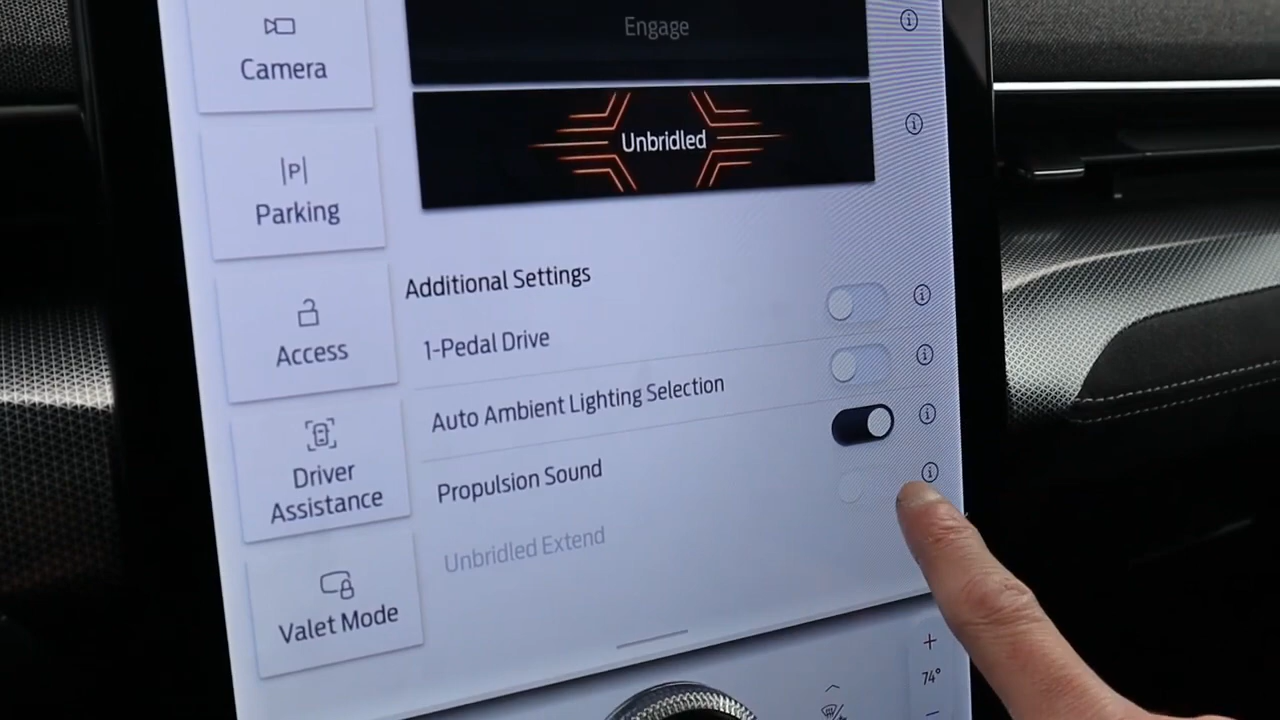 Camera
Engage
Unbridled
|P|
Parking
Additional Settings
1-Pedal Drive
Access
Auto Ambient Lighting Selection
Driver
Assistance
Propulsion Sound
Unbridled Extend
Valet Mode
+
74°
−